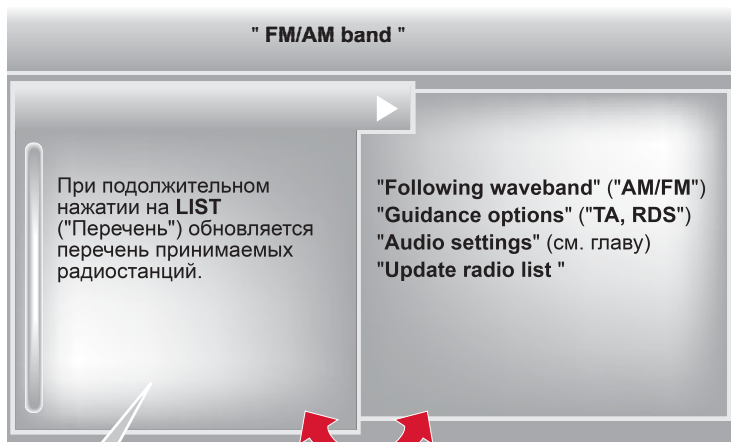 " FM/AM band "
При подолжительном
нажатии на LIST
("Перечень") обновляется
перечень принимаемых
радиостанций.
"Following waveband" ("AM/FM")
"Guidance options" ("TA, RDS")
"Audio settings" (см. главу)
"Update radio list "